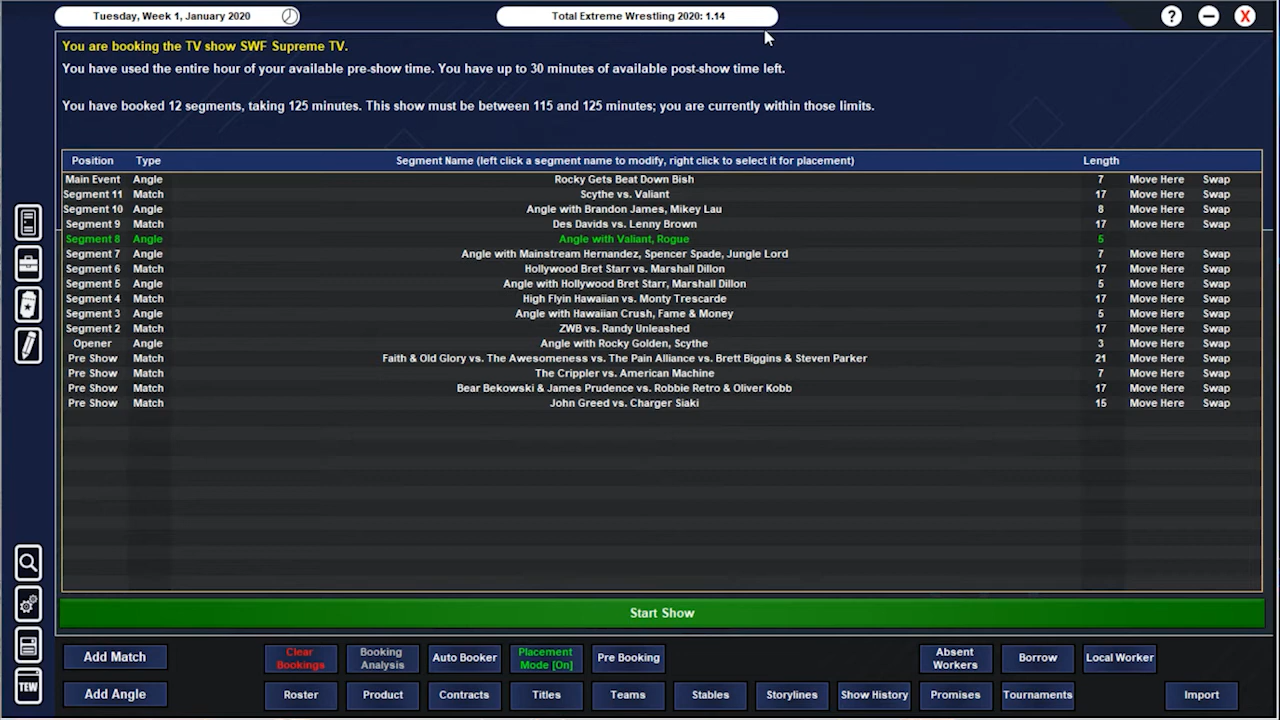 Tuesday, Week 1, January 2020
Total Extreme Wrestling 2020: 1.14
? X
You are booking the TV show SWF Supreme TV.
You have used the entire hour of your available pre-show time. You have up to 30 minutes of available post-show time left.
You have booked 12 segments, taking 125 minutes. This show must be between 115 and 125 minutes; you are currently within those limits.
Position Type Segment Name (left click a segment name to modify, right click to select it for placement) Length
Main Event Angle Rocky Gets Beat Down Bish 7 Move Here Swap
Segment 11 Match Scythe vs. Valiant 17 Move Here Swap
Segment 10 Angle Angle with Brandon James, Mikey Lau 8 Move Here Swap
Segment 9 Match Des Davids vs. Lenny Brown 17 Move Here Swap
Segment 8 Angle Angle with Valiant, Rogue 5
Segment 7 Angle Angle with Mainstream Hernandez, Spencer Spade, Jungle Lord 7 Move Here Swap
Segment 6 Match Hollywood Bret Starr vs. Marshall Dillon 17 Move Here Swap
Segment 5 Angle Angle with Hollywood Bret Starr, Marshall Dillon 5 Move Here Swap
Segment 4 Match High Flyin Hawaiian vs. Monty Trescarde 17 Move Here Swap
Segment 3 Angle Angle with Hawaiian Crush, Fame & Money 5 Move Here Swap
Segment 2 Match ZWB vs. Randy Unleashed 17 Move Here Swap
Opener Angle Angle with Rocky Golden, Scythe 3 Move Here Swap
Pre Show Match Faith & Old Glory vs. The Awesomeness vs. The Pain Alliance vs. Brett Biggins & Steven Parker 21 Move Here Swap
Pre Show Match The Crippler vs. American Machine 7 Move Here Swap
Pre Show Match Bear Bekowski & James Prudence vs. Robbie Retro & Oliver Kobb 17 Move Here Swap
Pre Show Match John Greed vs. Charger Siaki 15 Move Here Swap
Start Show
Add Match
Clear Bookings
Booking Analysis
Auto Booker
Placement Mode [On]
Pre Booking
Absent Workers
Borrow
Local Worker
TEW
Add Angle
Roster
Product
Contracts
Titles
Teams
Stables
Storylines
Show History
Promises
Tournaments
Import